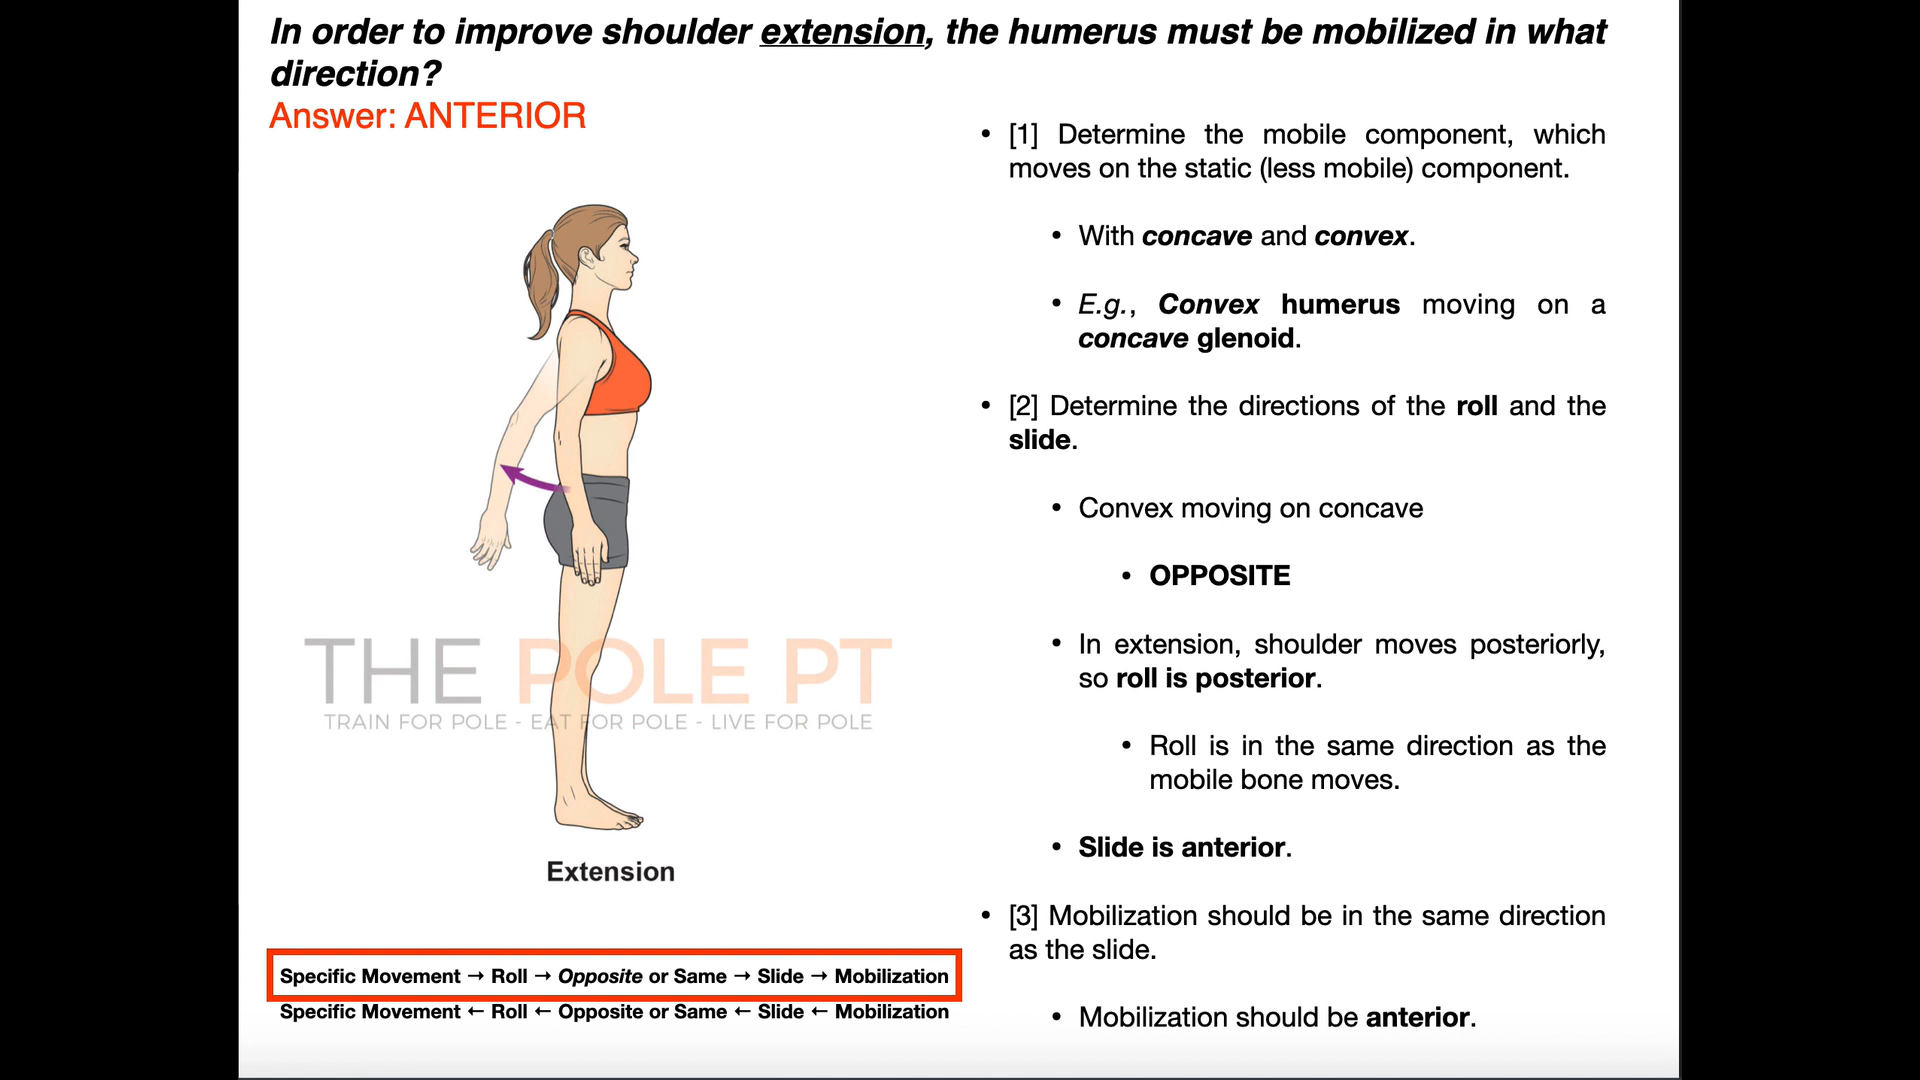 In order to improve shoulder extension, the humerus must be mobilized in what
direction?
Answer: ANTERIOR
• [1] Determine the mobile component, which
moves on the static (less mobile) component.
• With concave and convex.
• E.g., Convex humerus moving on a
concave glenoid.
• [2] Determine the directions of the roll and the
slide.
• Convex moving on concave
• OPPOSITE
• In extension, shoulder moves posteriorly,
so roll is posterior.
• Roll is in the same direction as the
mobile bone moves.
• Slide is anterior.
• [3] Mobilization should be in the same direction
as the slide.
• Mobilization should be anterior.
THE POLE PT
TRAIN FOR POLE - EAT FOR POLE - LIVE FOR POLE
Extension
Specific Movement → Roll → Opposite or Same → Slide → Mobilization
Specific Movement ← Roll ← Opposite or Same ← Slide ← Mobilization